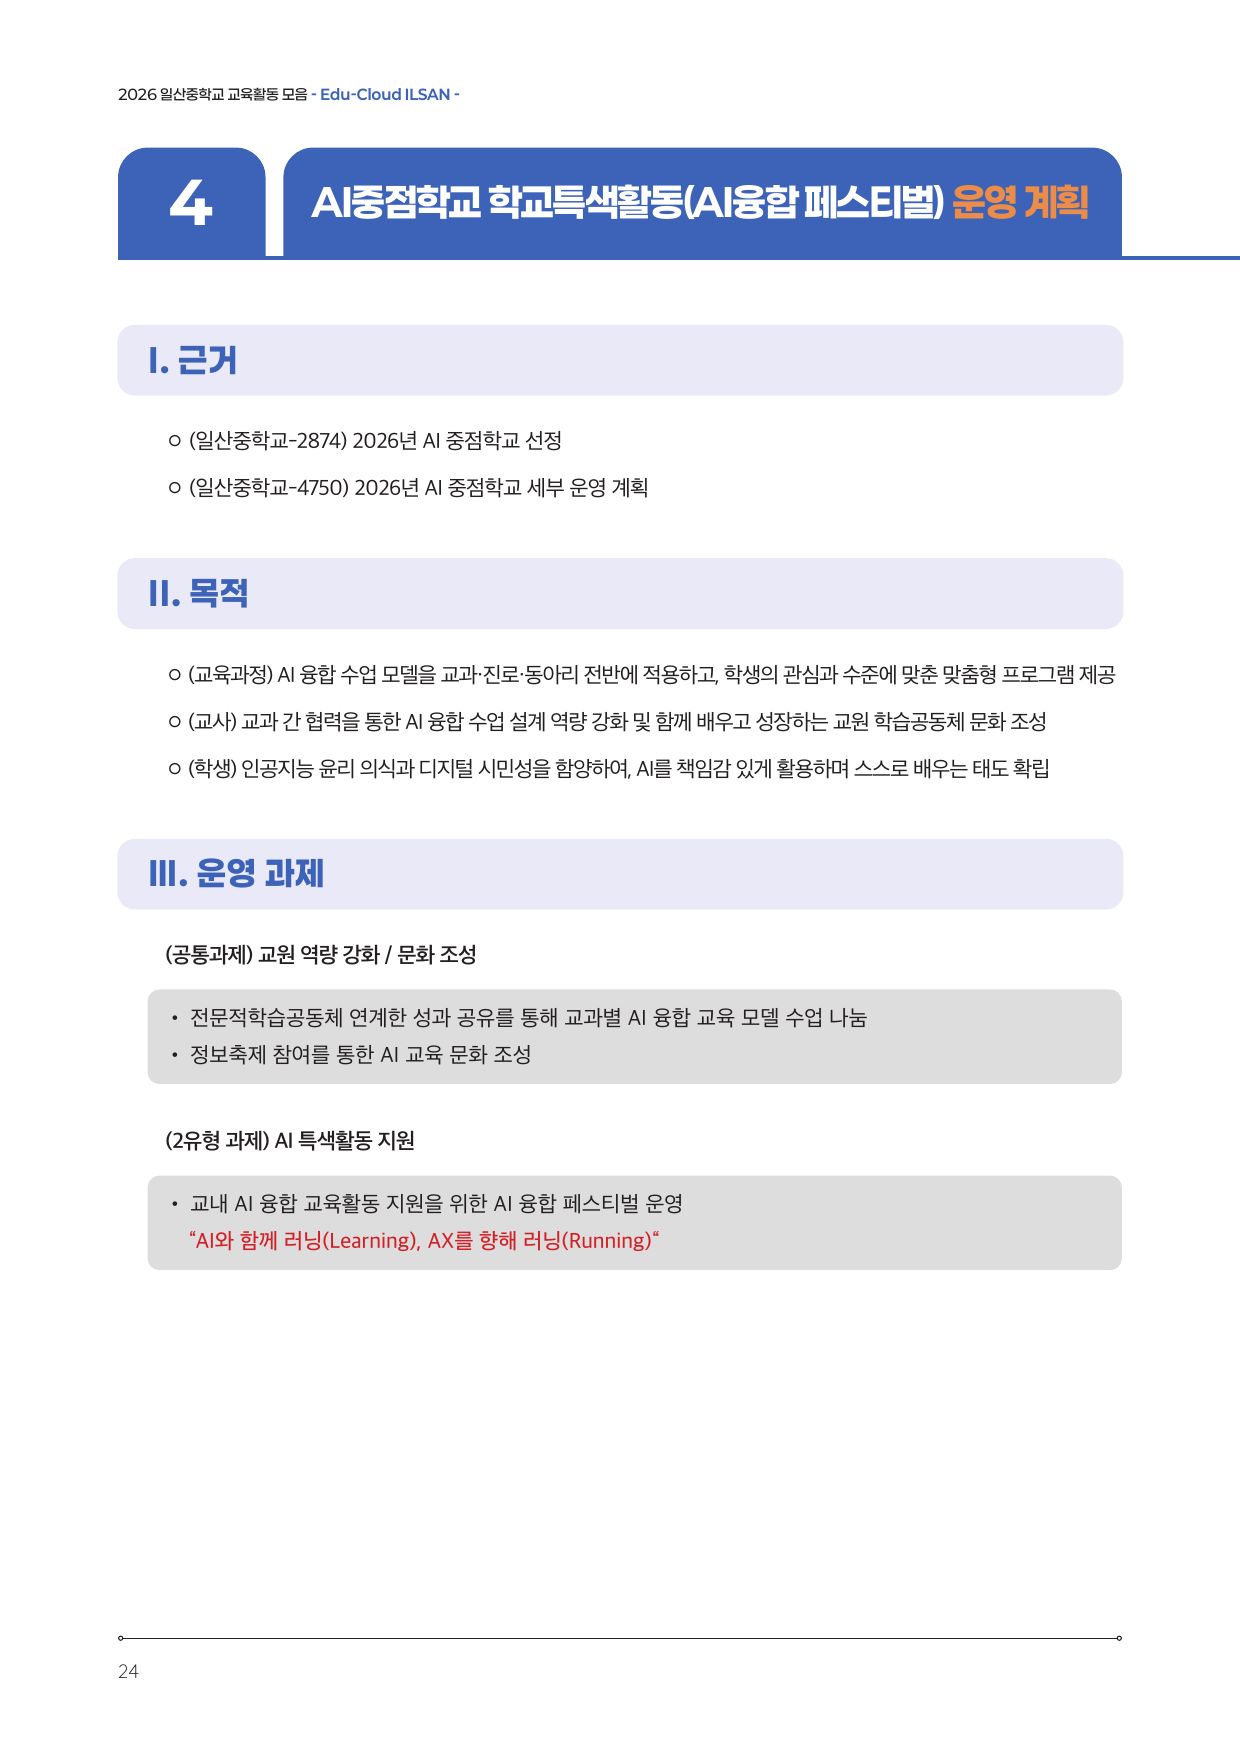 2026 일산중학교 교육활동 모음 - Edu-Cloud ILSAN -
4
AI중점학교 학교특색활동(AI융합 페스티벌) 운영 계획
I. 근거
○ (일산중학교-2874) 2026년 AI 중점학교 선정
○ (일산중학교-4750) 2026년 AI 중점학교 세부 운영 계획
II. 목적
○ (교육과정) AI 융합 수업 모델을 교과·진로·동아리 전반에 적용하고, 학생의 관심과 수준에 맞춘 맞춤형 프로그램 제공
○ (교사) 교과 간 협력을 통한 AI 융합 수업 설계 역량 강화 및 함께 배우고 성장하는 교원 학습공동체 문화 조성
○ (학생) 인공지능 윤리 의식과 디지털 시민성을 함양하여, AI를 책임감 있게 활용하며 스스로 배우는 태도 확립
III. 운영 과제
(공통과제) 교원 역량 강화 / 문화 조성
• 전문적학습공동체 연계한 성과 공유를 통해 교과별 AI 융합 교육 모델 수업 나눔
• 정보축제 참여를 통한 AI 교육 문화 조성
(2유형 과제) AI 특색활동 지원
• 교내 AI 융합 교육활동 지원을 위한 AI 융합 페스티벌 운영
“AI와 함께 러닝(Learning), AX를 향해 러닝(Running)“
24